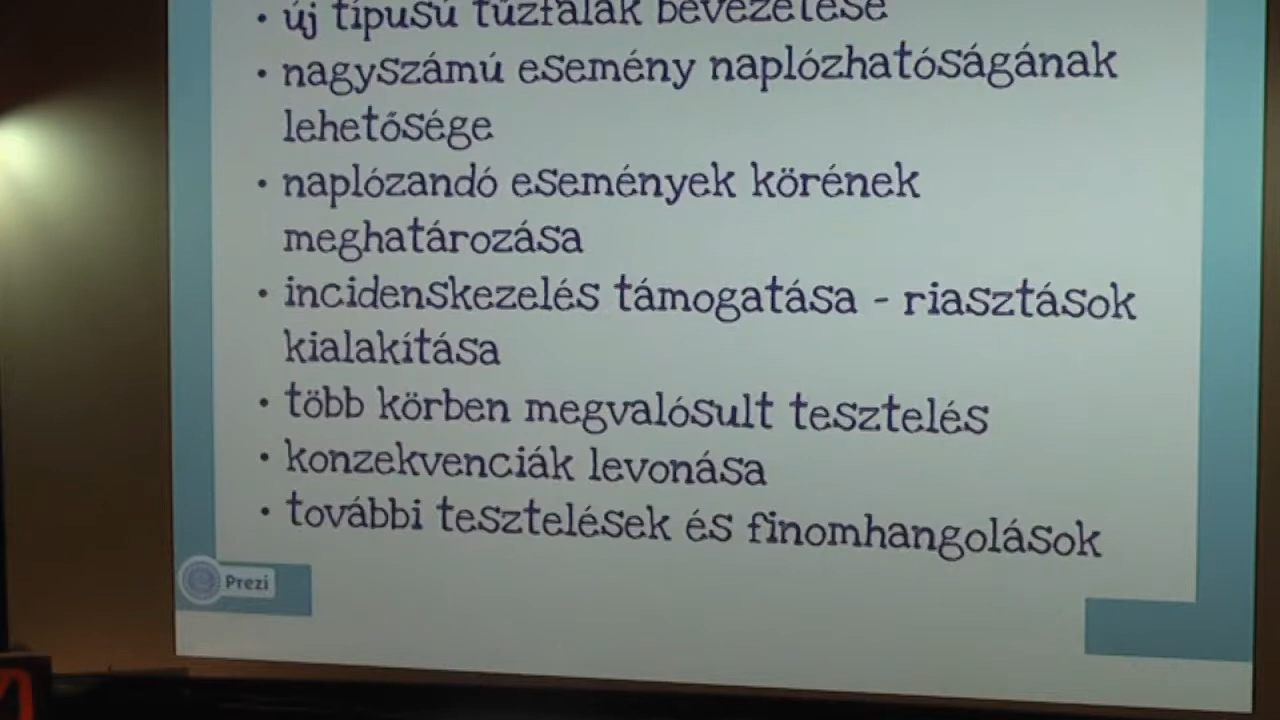 • új típusú tűzfalak bevezetése
• nagyszámú esemény naplózhatóságának
lehetősége
• naplózandó események körének
meghatározása
• incidenskezelés támogatása - riasztások
kialakítása
• több körben megvalósult tesztelés
• konzekvenciák levonása
• további tesztelések és finomhangolások
Prezi